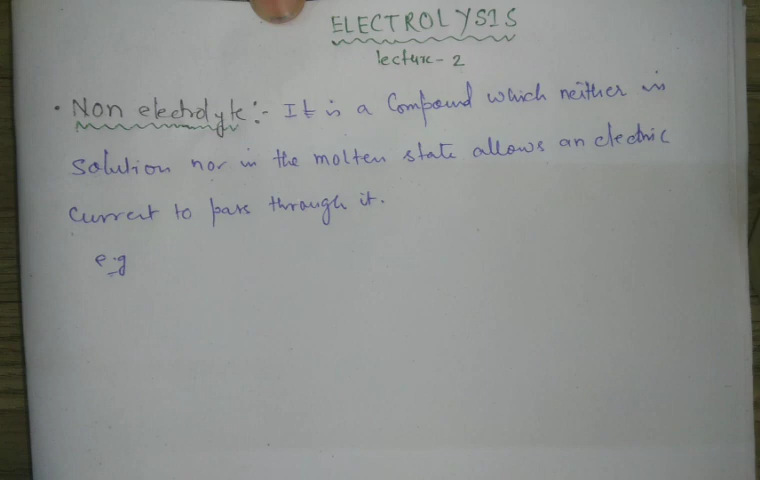 ELECTROLYSIS
lecture - 2
• Non electrolyte :- It is a Compound which neither in
solution nor in the molten state allows an electric
current to pass through it.
e.g